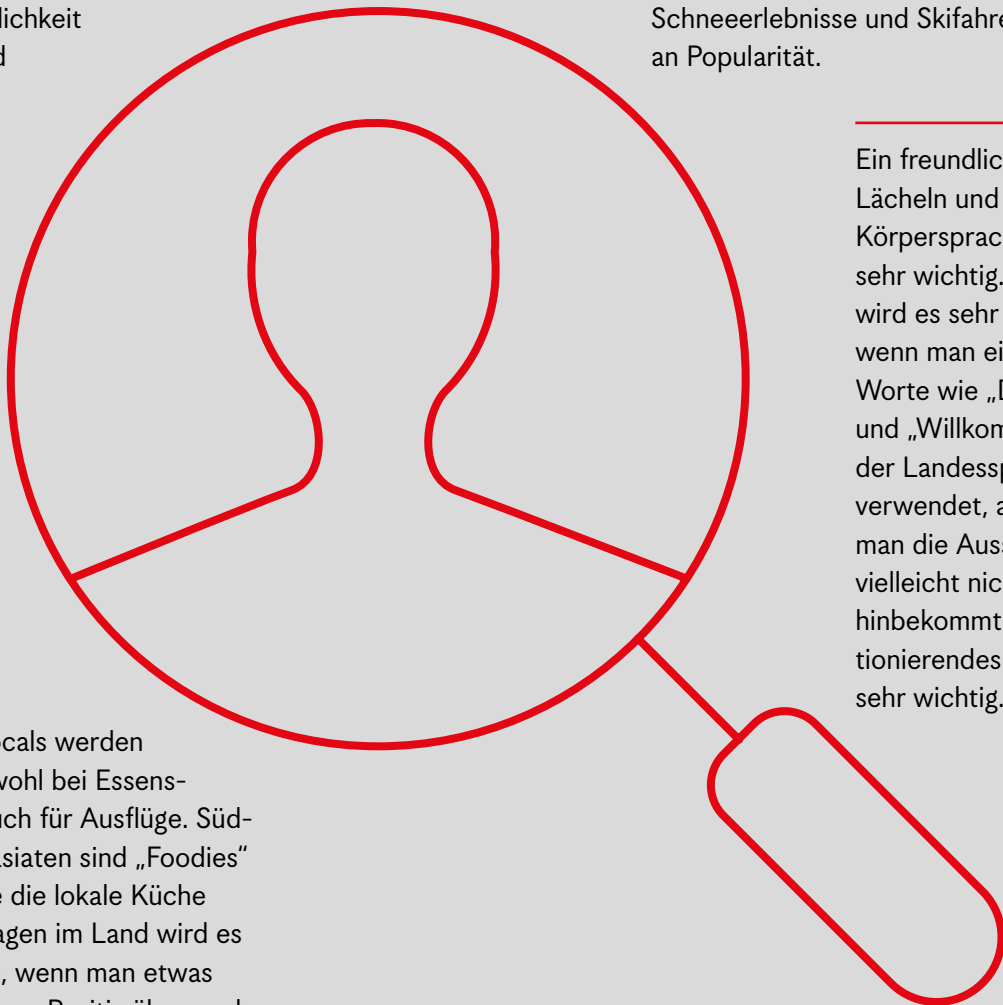 lichkeit
Schneeerlebnisse und Skifahre
an Popularität.
Ein freundlic
Lächeln und
Körpersprac
sehr wichtig.
wird es sehr
wenn man ei
Worte wie „D
und „Willkom
der Landessp
verwendet, a
man die Auss
vielleicht nic
hinbekommt
tionierendes
sehr wichtig.
ocals werden
wohl bei Essens-
uch für Ausflüge. Süd-
asiaten sind „Foodies“
e die lokale Küche
agen im Land wird es
, wenn man etwas